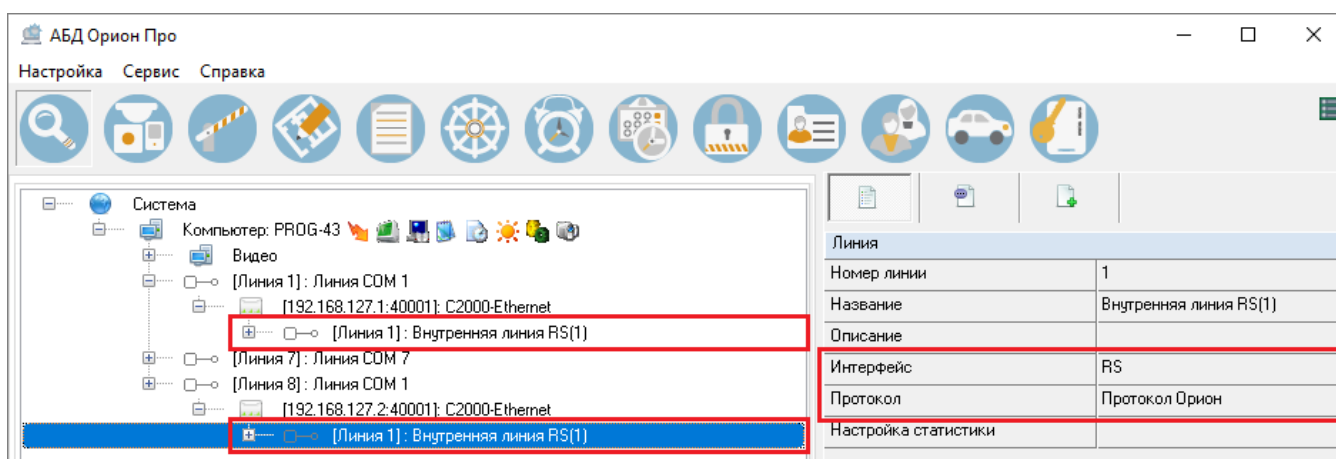 АБД Орион Про
Настройка Сервис Справка
Система
Компьютер: PROG-43
Видео
[Линия 1] : Линия COM 1
[192.168.127.1:40001]: С2000-Ethernet
[Линия 1] : Внутренняя линия RS(1)
[Линия 7] : Линия COM 7
[Линия 8] : Линия COM 1
[192.168.127.2:40001]: С2000-Ethernet
[Линия 1] : Внутренняя линия RS(1)
Линия
Номер линии 1
Название Внутренняя линия RS(1)
Описание
Интерфейс RS
Протокол Протокол Орион
Настройка статистики